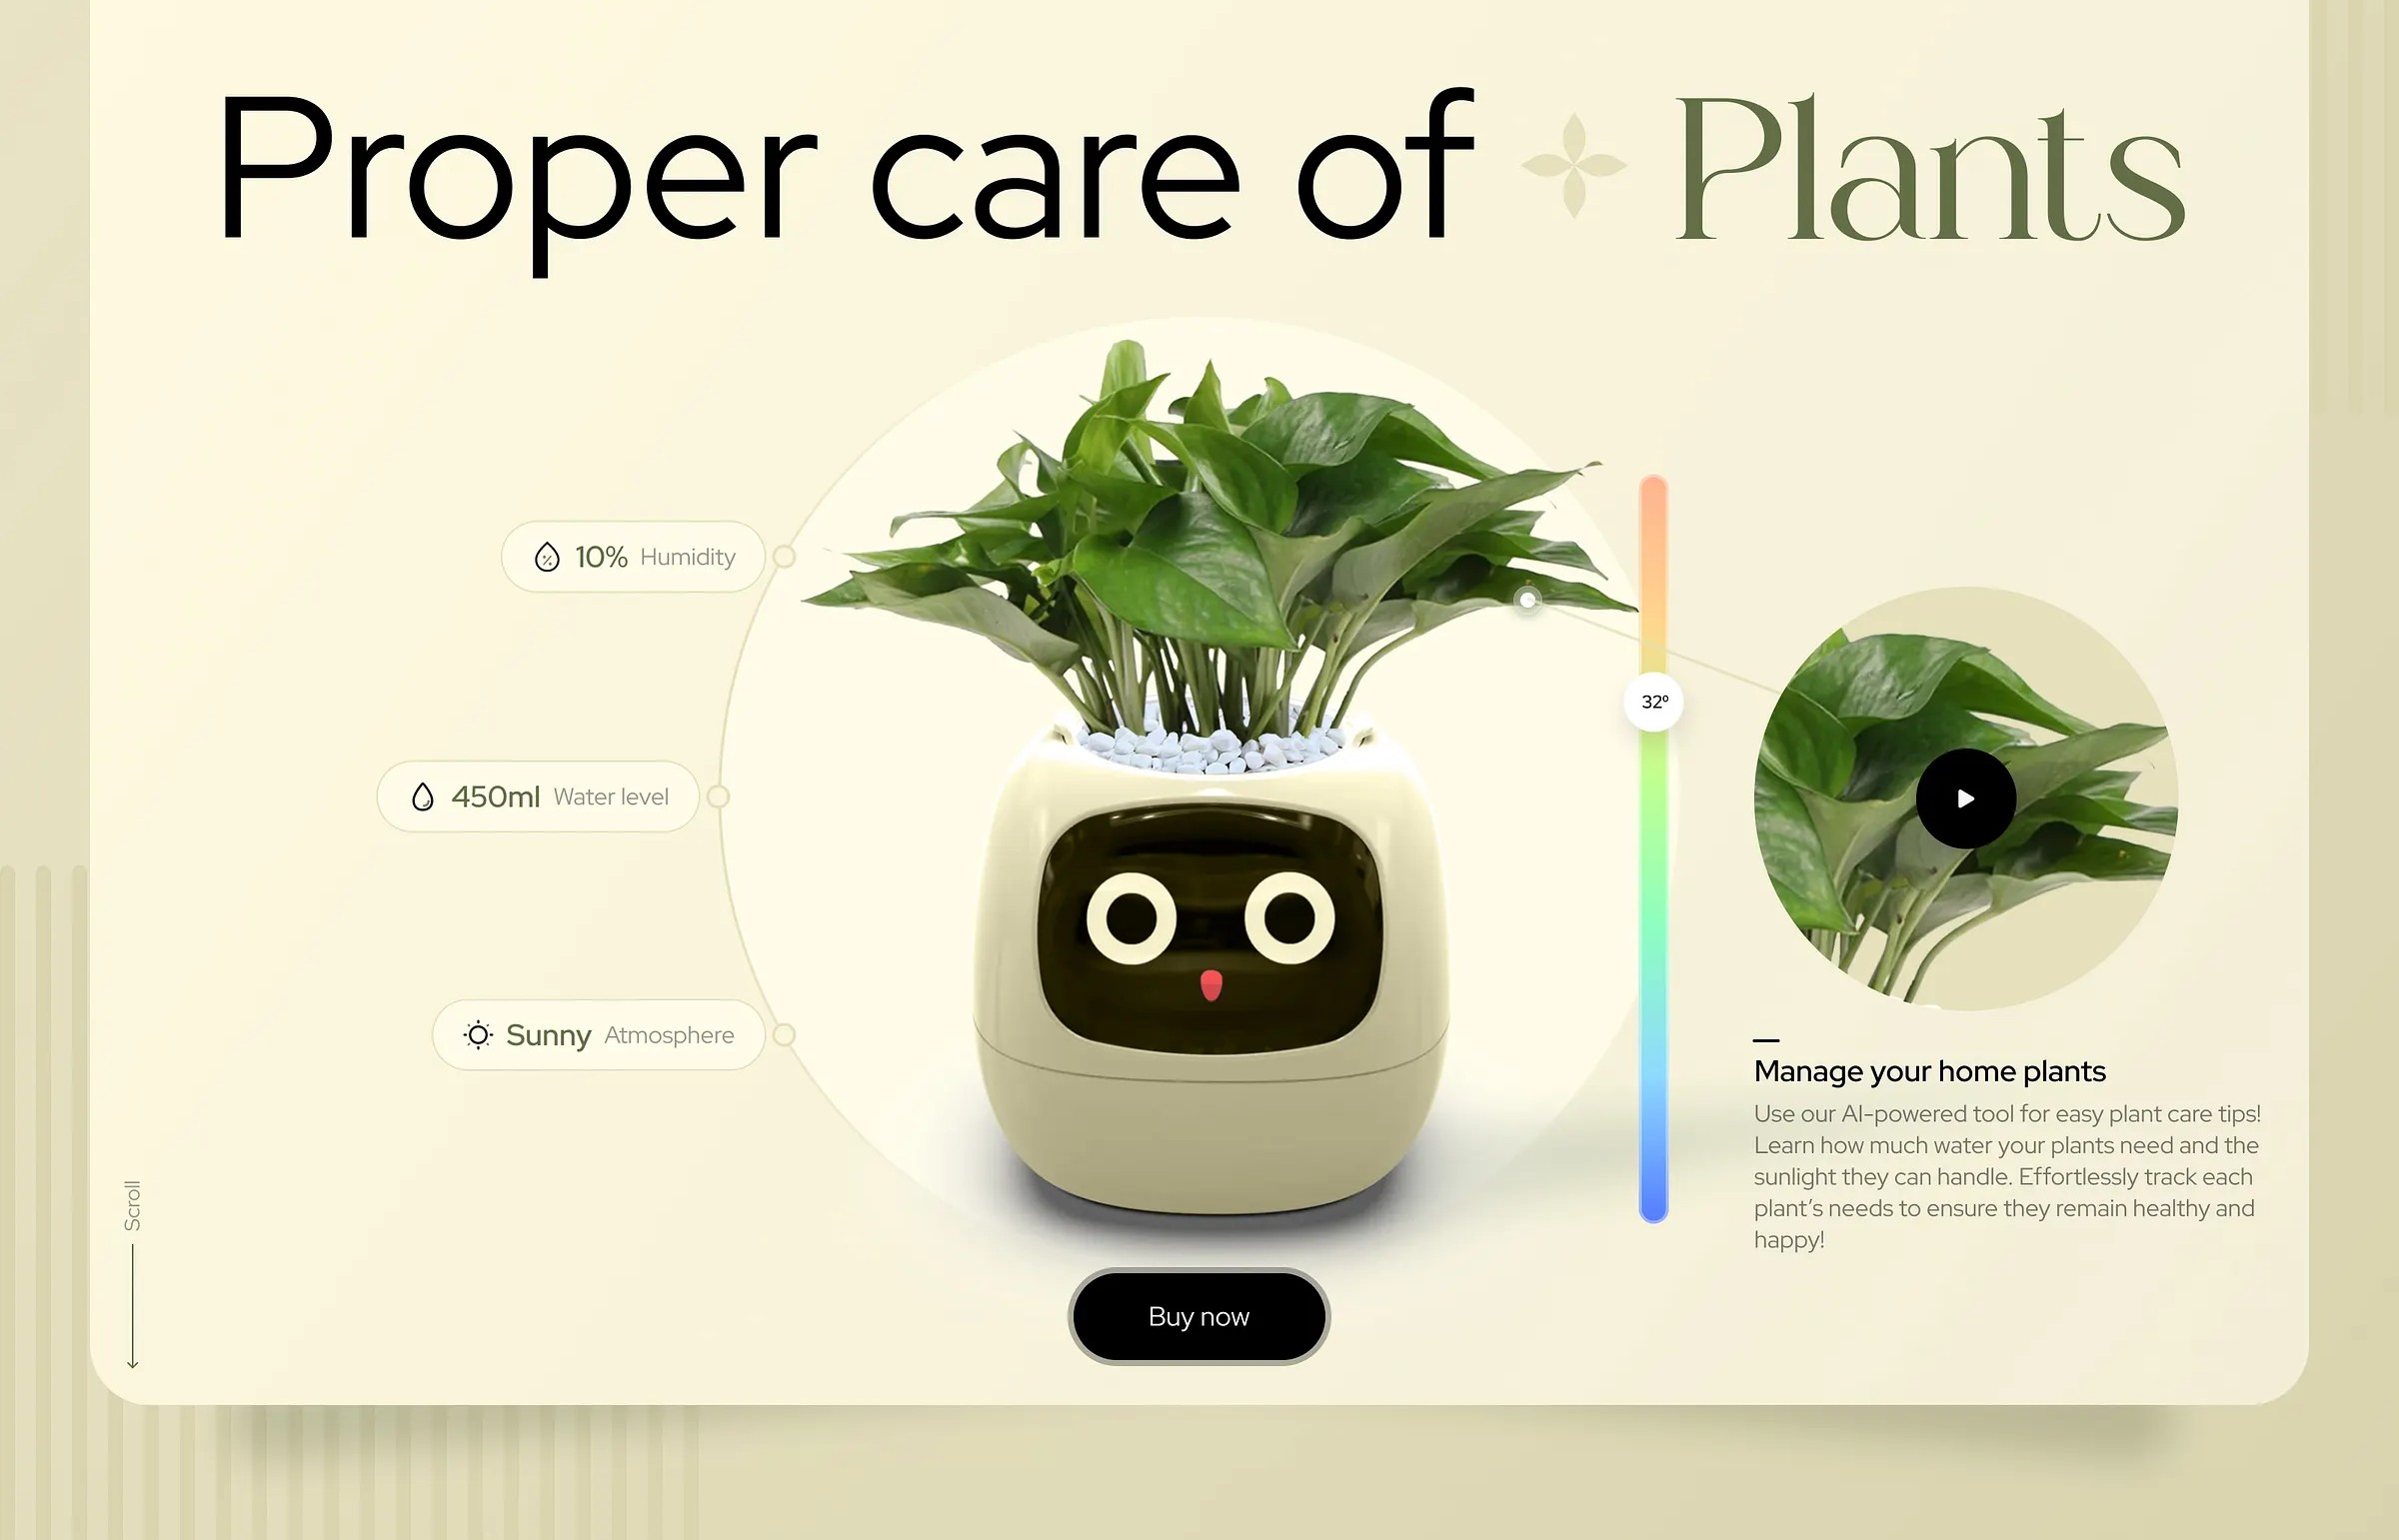 Proper care of Plants
10% Humidity
450ml Water level
Sunny Atmosphere
32º
Manage your home plants
Use our AI-powered tool for easy plant care tips!
Learn how much water your plants need and the
sunlight they can handle. Effortlessly track each
plant’s needs to ensure they remain healthy and
happy!
Scroll
Buy now